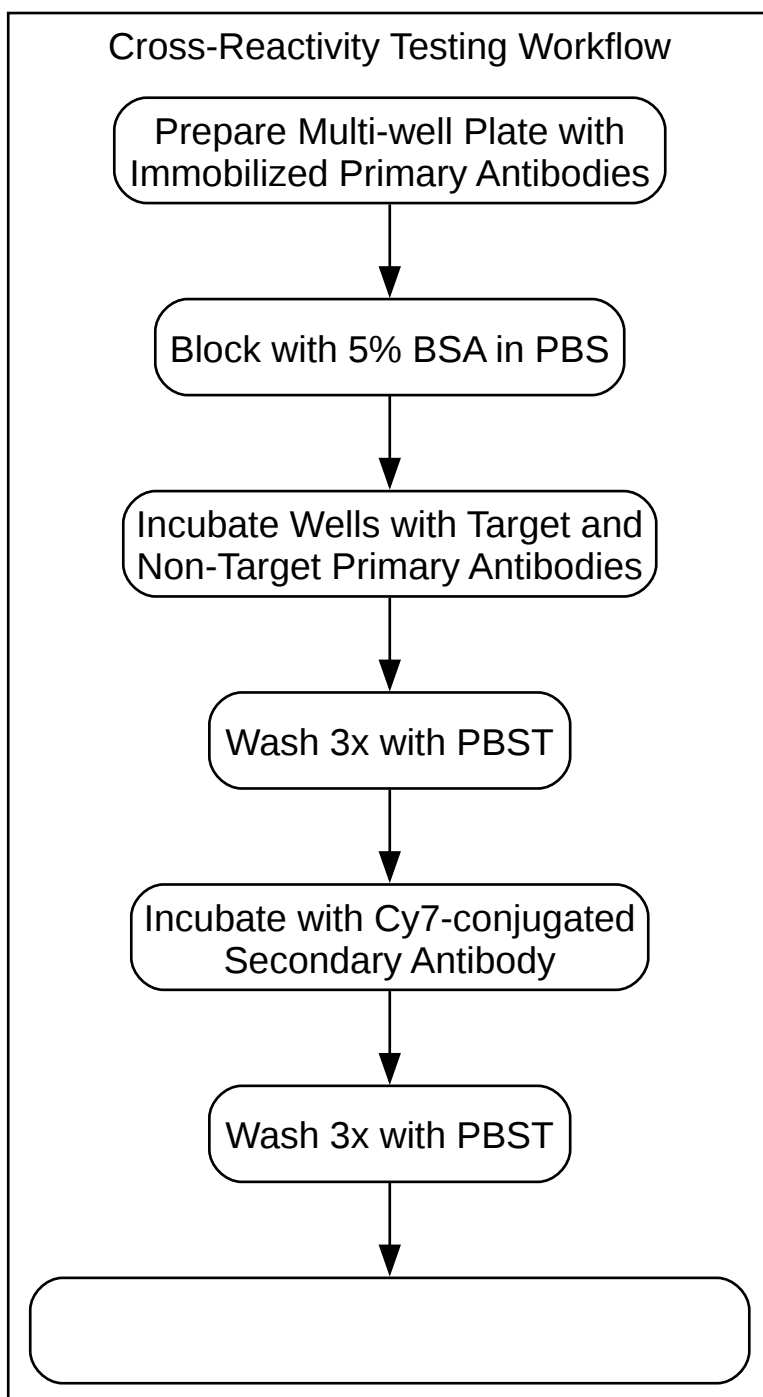 Cross-Reactivity Testing Workflow
Prepare Multi-well Plate with
Immobilized Primary Antibodies
Block with 5% BSA in PBS
Incubate Wells with Target and
Non-Target Primary Antibodies
Wash 3x with PBST
Incubate with Cy7-conjugated
Secondary Antibody
Wash 3x with PBST